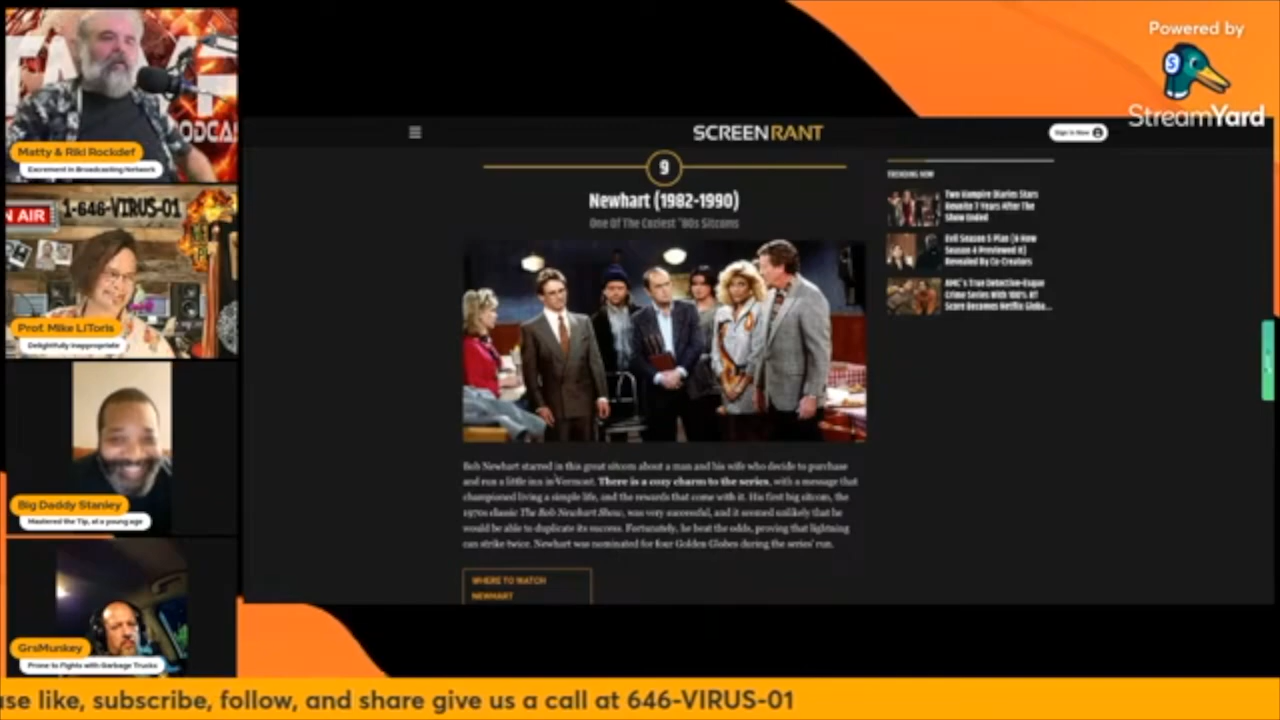 Powered by
StreamYard
ODCA
Matty & Riki Rockdef
Excrement in Broadcasting Network
N AIR
1-646-VIRUS-01
Prof. Mike LiToris
Delightfully Inappropriate
Big Daddy Stanley
Mastered the Tip, at a young age
GrsMunkey
Prone to Fights with Garbage Trucks
SCREENRANT
Sign in Now
9
Newhart (1982-1990)
One Of The Coziest '80s Sitcoms
Bob Newhart starred in this great sitcom about a man and his wife who decide to purchase
and run a little inn in Vermont. There is a cozy charm to the series, with a message that
championed living a simple life, and the rewards that come with it. His first big sitcom, the
1970s classic The Bob Newhart Show, was very successful, and it seemed unlikely that he
would be able to duplicate its success. Fortunately, he beat the odds, proving that lightning
can strike twice. Newhart was nominated for four Golden Globes during the series' run.
WHERE TO WATCH
NEWHART
TRENDING NOW
Two Vampire Diaries Stars
Reunite 7 Years After The
Show Ended
Evil Season 5 Plan (& How
Season 4 Previewed It)
Revealed By Co-Creators
AMC's True Detective-Esque
Crime Series With 100% RT
Score Becomes Netflix Globa...
se like, subscribe, follow, and share give us a call at 646-VIRUS-01